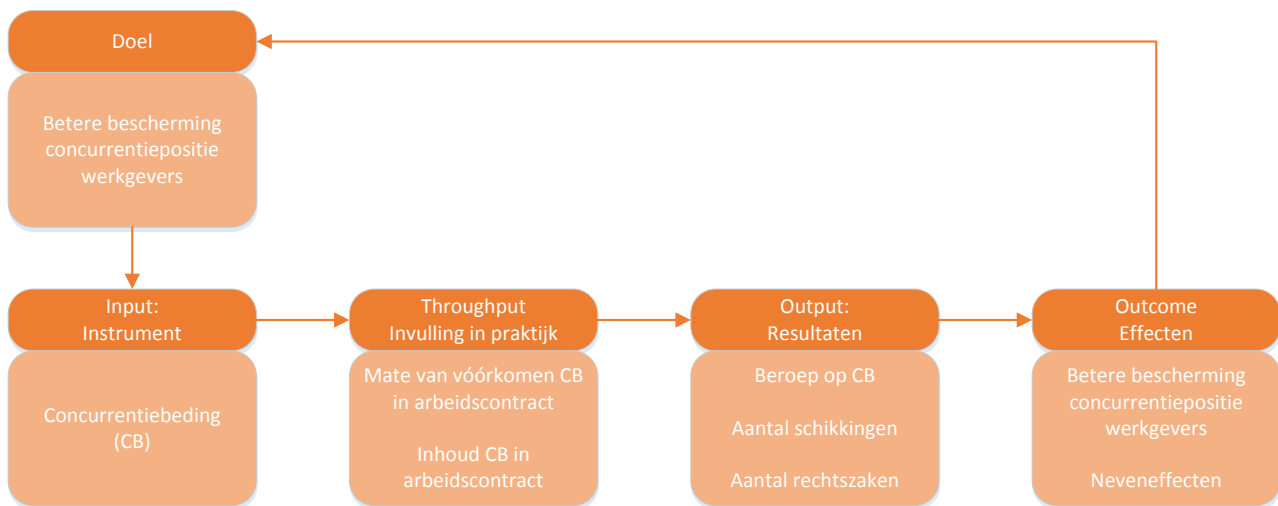 Doel
Betere bescherming
concurrentiepositie
werkgevers
Input:
Instrument
Concurrentiebeding
(CB)
Throughput
Invulling in praktijk
Mate van vóórkomen CB
in arbeidscontract
Inhoud CB in
arbeidscontract
Output:
Resultaten
Beroep op CB
Aantal schikkingen
Aantal rechtszaken
Outcome
Effecten
Betere bescherming
concurrentiepositie
werkgevers
Neveneffecten